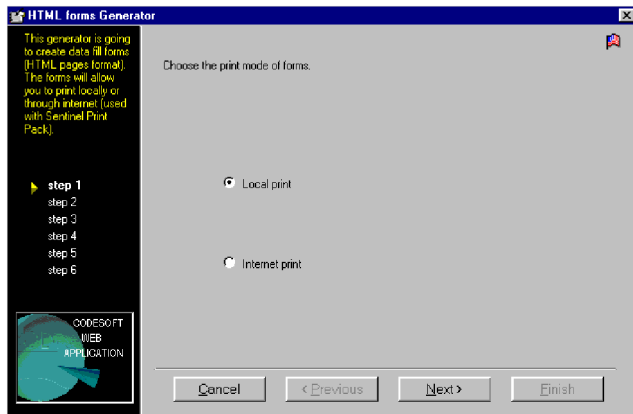 HTML forms Generator
This generator is going
to create data fill forms
(HTML pages format).
The forms will allow
you to print locally or
through internet (used
with Sentinel Print
Pack).
Choose the print mode of forms.
step 1
step 2
step 3
step 4
step 5
step 6
Local print
Internet print
CODESOFT
WEB
APPLICATION
Cancel
< Previous
Next >
Finish